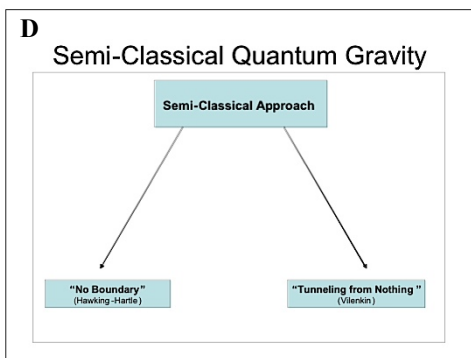 D
Semi-Classical Quantum Gravity
Semi-Classical Approach
“No Boundary”
(Hawking-Hartle)
“Tunneling from Nothing ”
(Vilenkin)